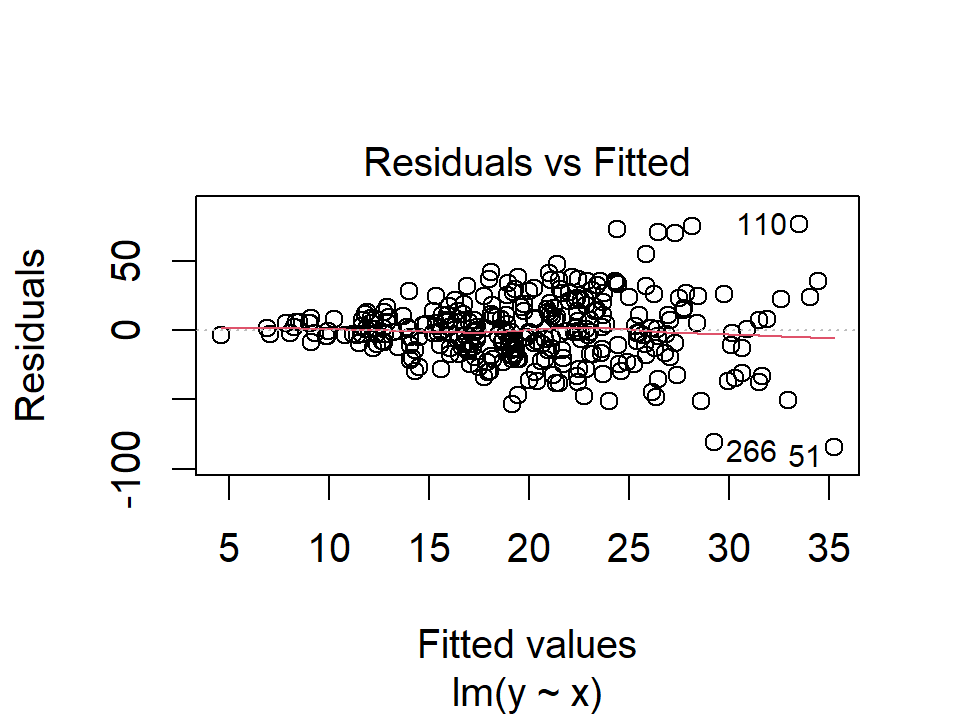 Residuals vs Fitted
Residuals
50
0
-100
110
266
51
5 10 15 20 25 30 35
Fitted values
lm(y ~ x)